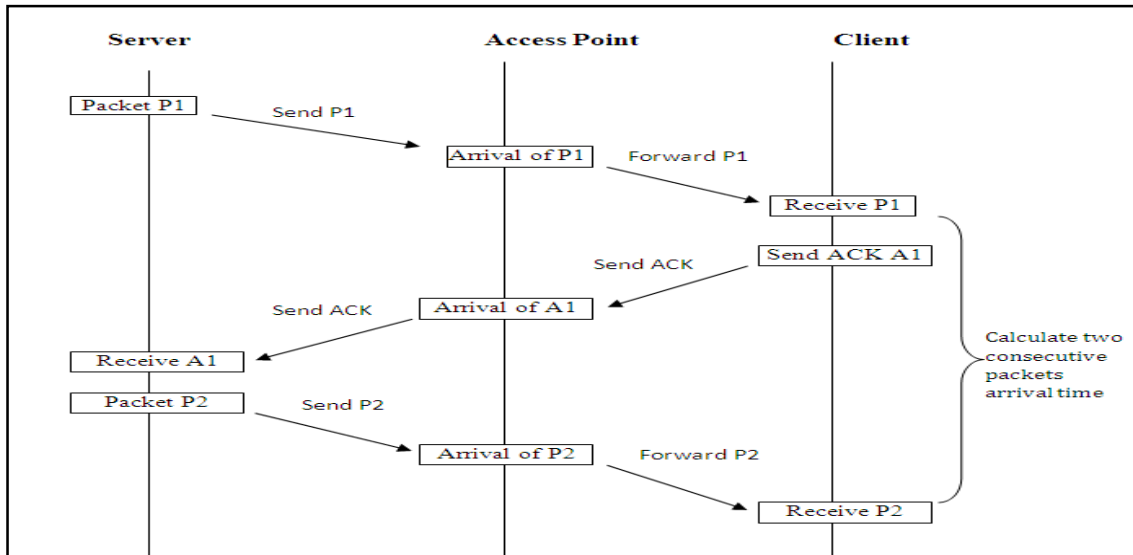 Server
Access Point
Client
Packet P1
Send P1
Arrival of P1
Forward P1
Receive P1
Send ACK A1
Send ACK
Arrival of A1
Send ACK
Receive A1
Calculate two
consecutive
packets
arrival time
Packet P2
Send P2
Arrival of P2
Forward P2
Receive P2